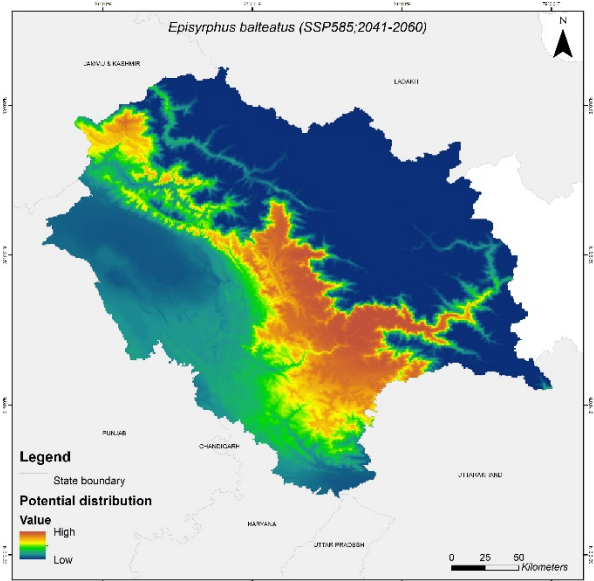 Episyrphus balteatus (SSP585;2041-2060)
N
JAMMU & KASHMIR
LADAKH
PUNJAB
CHANDIGARH
UTTARAKHAND
HARYANA
UTTAR PRADESH
Legend
State boundary
Potential distribution
Value
High
Low
0 25 50
Kilometers